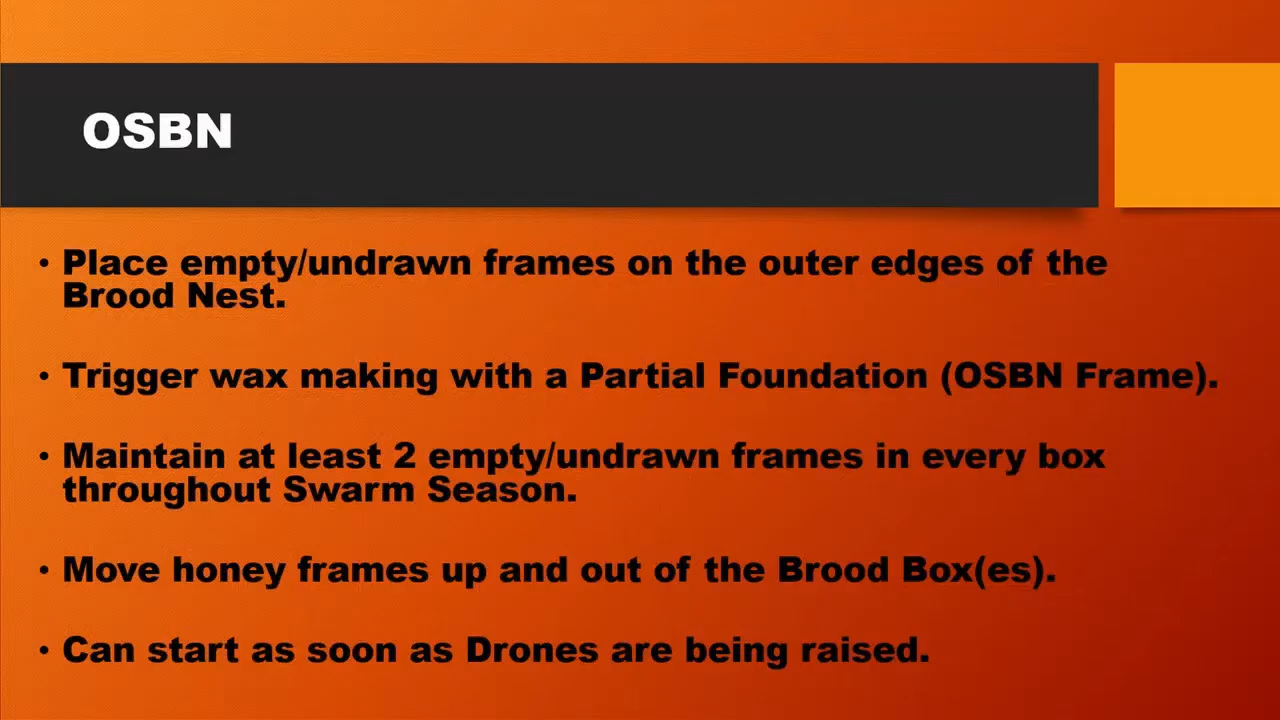 OSBN
• Place empty/undrawn frames on the outer edges of the
Brood Nest.
• Trigger wax making with a Partial Foundation (OSBN Frame).
• Maintain at least 2 empty/undrawn frames in every box
throughout Swarm Season.
• Move honey frames up and out of the Brood Box(es).
• Can start as soon as Drones are being raised.